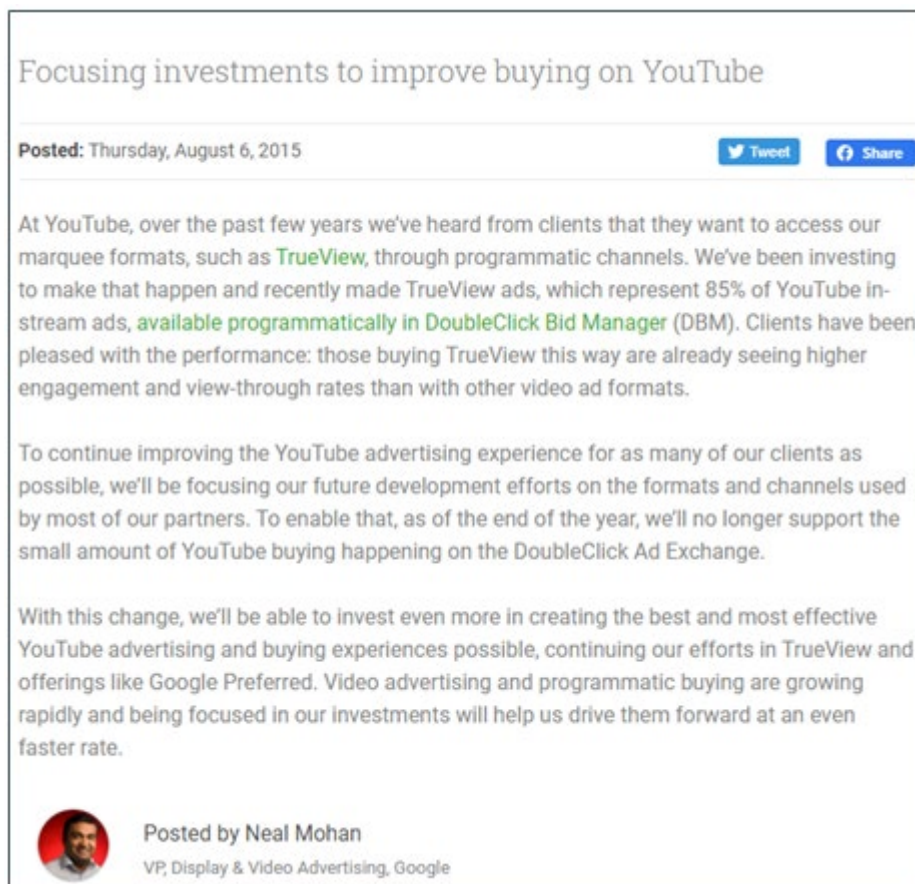 Focusing investments to improve buying on YouTube
Posted: Thursday, August 6, 2015
Tweet
Share
At YouTube, over the past few years we've heard from clients that they want to access our
marquee formats, such as TrueView, through programmatic channels. We've been investing
to make that happen and recently made TrueView ads, which represent 85% of YouTube in-
stream ads, available programmatically in DoubleClick Bid Manager (DBM). Clients have been
pleased with the performance: those buying TrueView this way are already seeing higher
engagement and view-through rates than with other video ad formats.
To continue improving the YouTube advertising experience for as many of our clients as
possible, we'll be focusing our future development efforts on the formats and channels used
by most of our partners. To enable that, as of the end of the year, we'll no longer support the
small amount of YouTube buying happening on the DoubleClick Ad Exchange.
With this change, we'll be able to invest even more in creating the best and most effective
YouTube advertising and buying experiences possible, continuing our efforts in TrueView and
offerings like Google Preferred. Video advertising and programmatic buying are growing
rapidly and being focused in our investments will help us drive them forward at an even
faster rate.
Posted by Neal Mohan
VP, Display & Video Advertising, Google